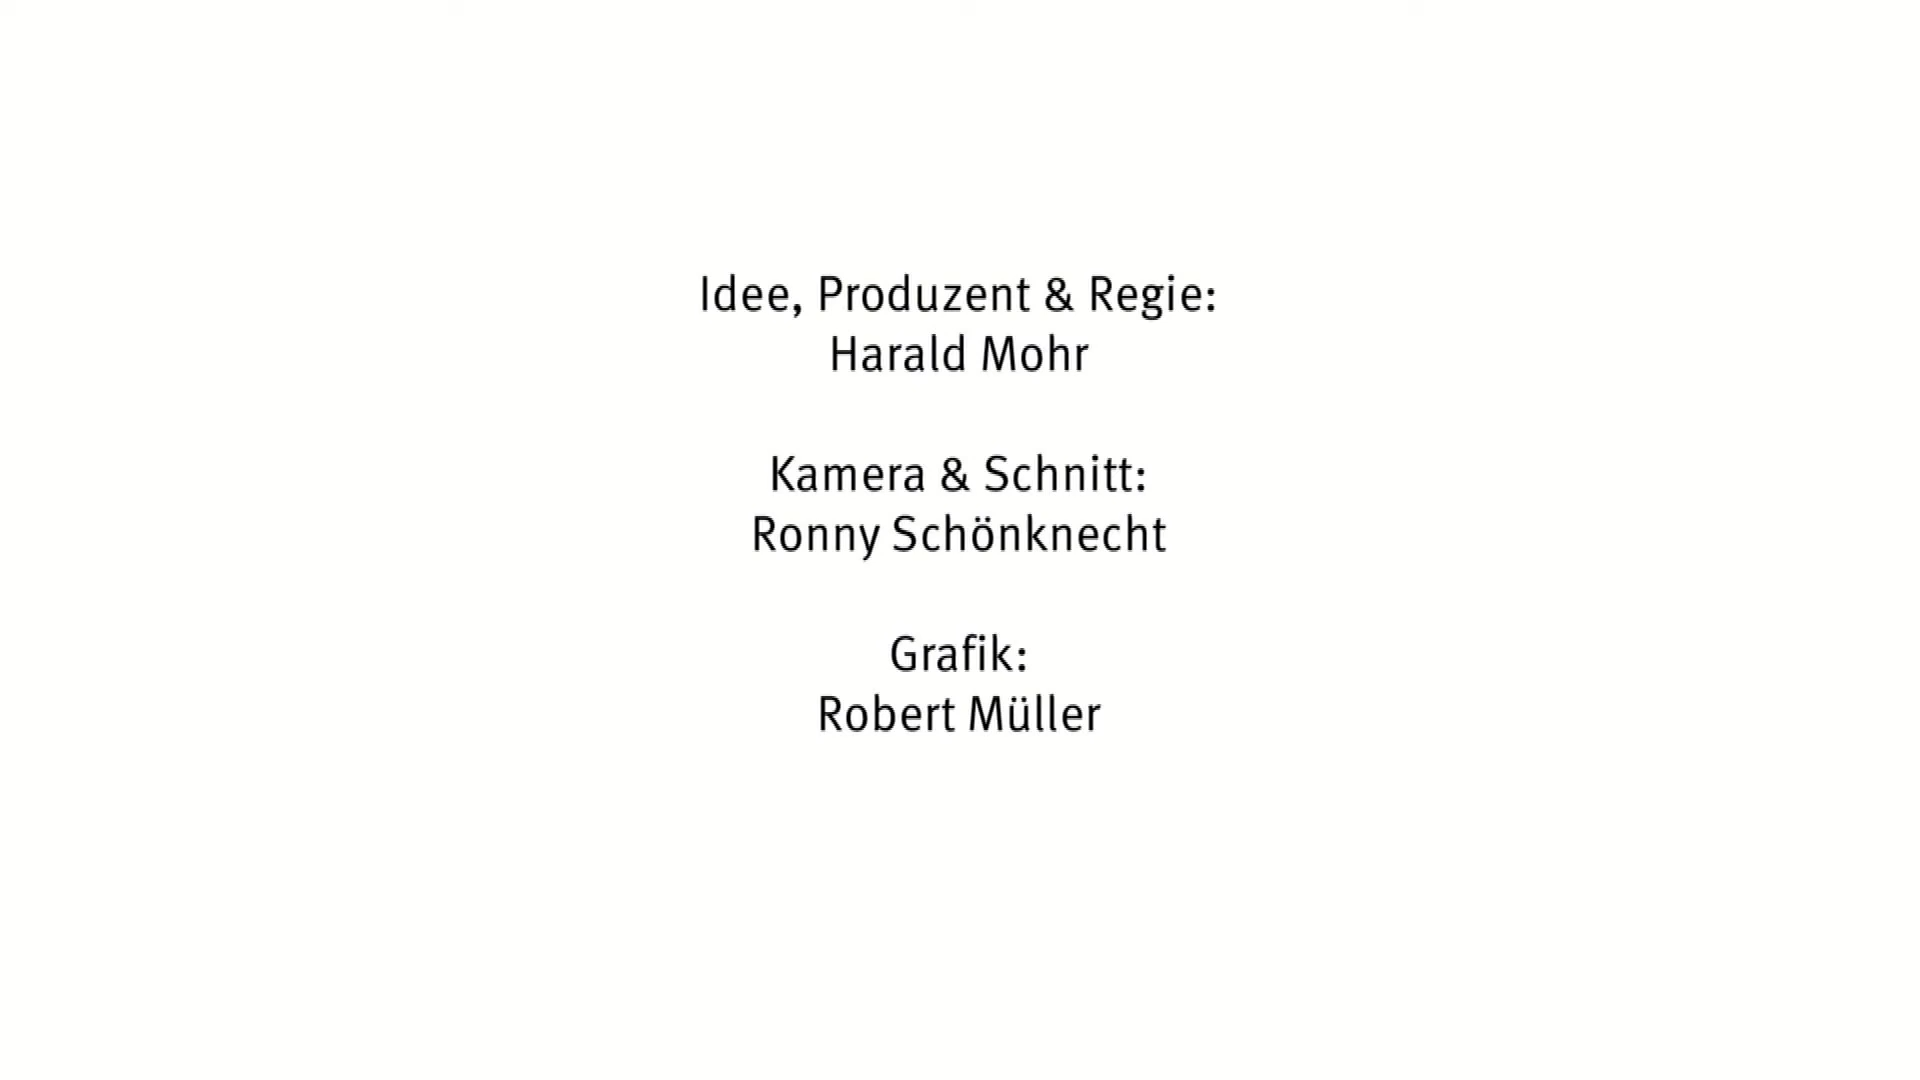 Idee, Produzent & Regie:
Harald Mohr
Kamera & Schnitt:
Ronny Schönknecht
Grafik:
Robert Müller